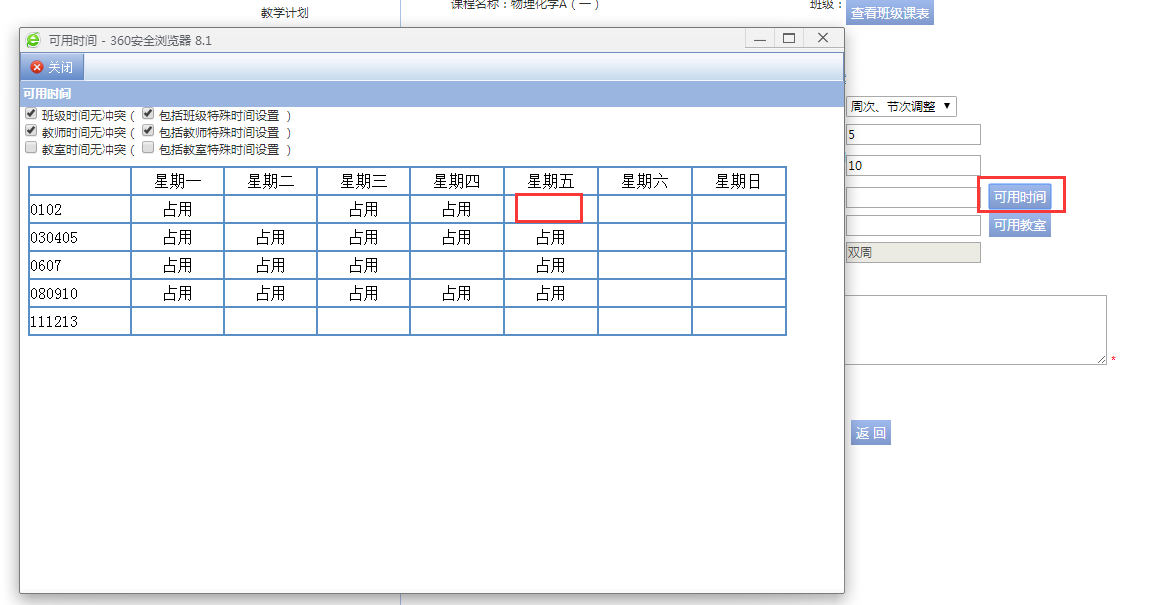 教学计划
课程名称：物理化学A（一） 班级： 查看班级课表
可用时间 - 360安全浏览器 8.1
关闭
可用时间
班级时间无冲突（ 包括班级特殊时间设置 ）
教师时间无冲突（ 包括教师特殊时间设置 ）
教室时间无冲突（ 包括教室特殊时间设置 ）
星期一 星期二 星期三 星期四 星期五 星期六 星期日
0102 占用 占用 占用
030405 占用 占用 占用 占用 占用
0607 占用 占用 占用 占用
080910 占用 占用 占用 占用 占用
111213
周次、节次调整
5
10
可用时间
可用教室
双周
*
返 回